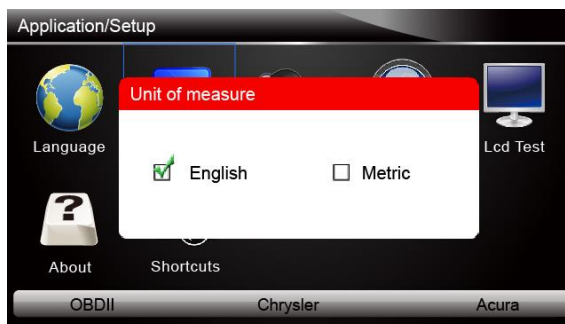 Application/Setup
Unit of measure
Language
Lcd Test
English
Metric
?
About
Shortcuts
OBDII
Chrysler
Acura